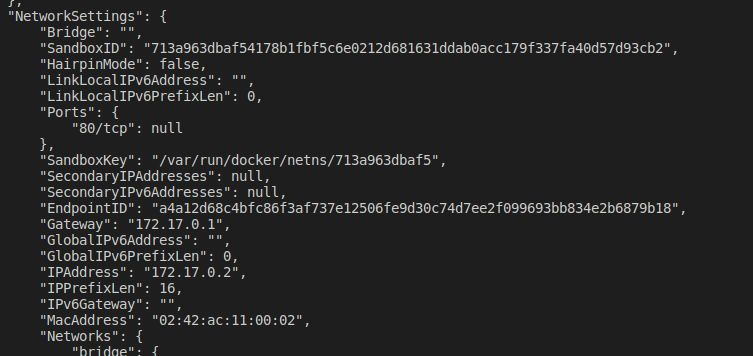 },
"NetworkSettings": {
"Bridge": "",
"SandboxID": "713a963dbaf54178b1fbf5c6e0212d681631ddab0acc179f337fa40d57d93cb2",
"HairpinMode": false,
"LinkLocalIPv6Address": "",
"LinkLocalIPv6PrefixLen": 0,
"Ports": {
"80/tcp": null
},
"SandboxKey": "/var/run/docker/netns/713a963dbaf5",
"SecondaryIPAddresses": null,
"SecondaryIPv6Addresses": null,
"EndpointID": "a4a12d68c4bfc86f3af737e12506fe9d30c74d7ee2f099693bb834e2b6879b18",
"Gateway": "172.17.0.1",
"GlobalIPv6Address": "",
"GlobalIPv6PrefixLen": 0,
"IPAddress": "172.17.0.2",
"IPPrefixLen": 16,
"IPv6Gateway": "",
"MacAddress": "02:42:ac:11:00:02",
"Networks": {
"bridge": {